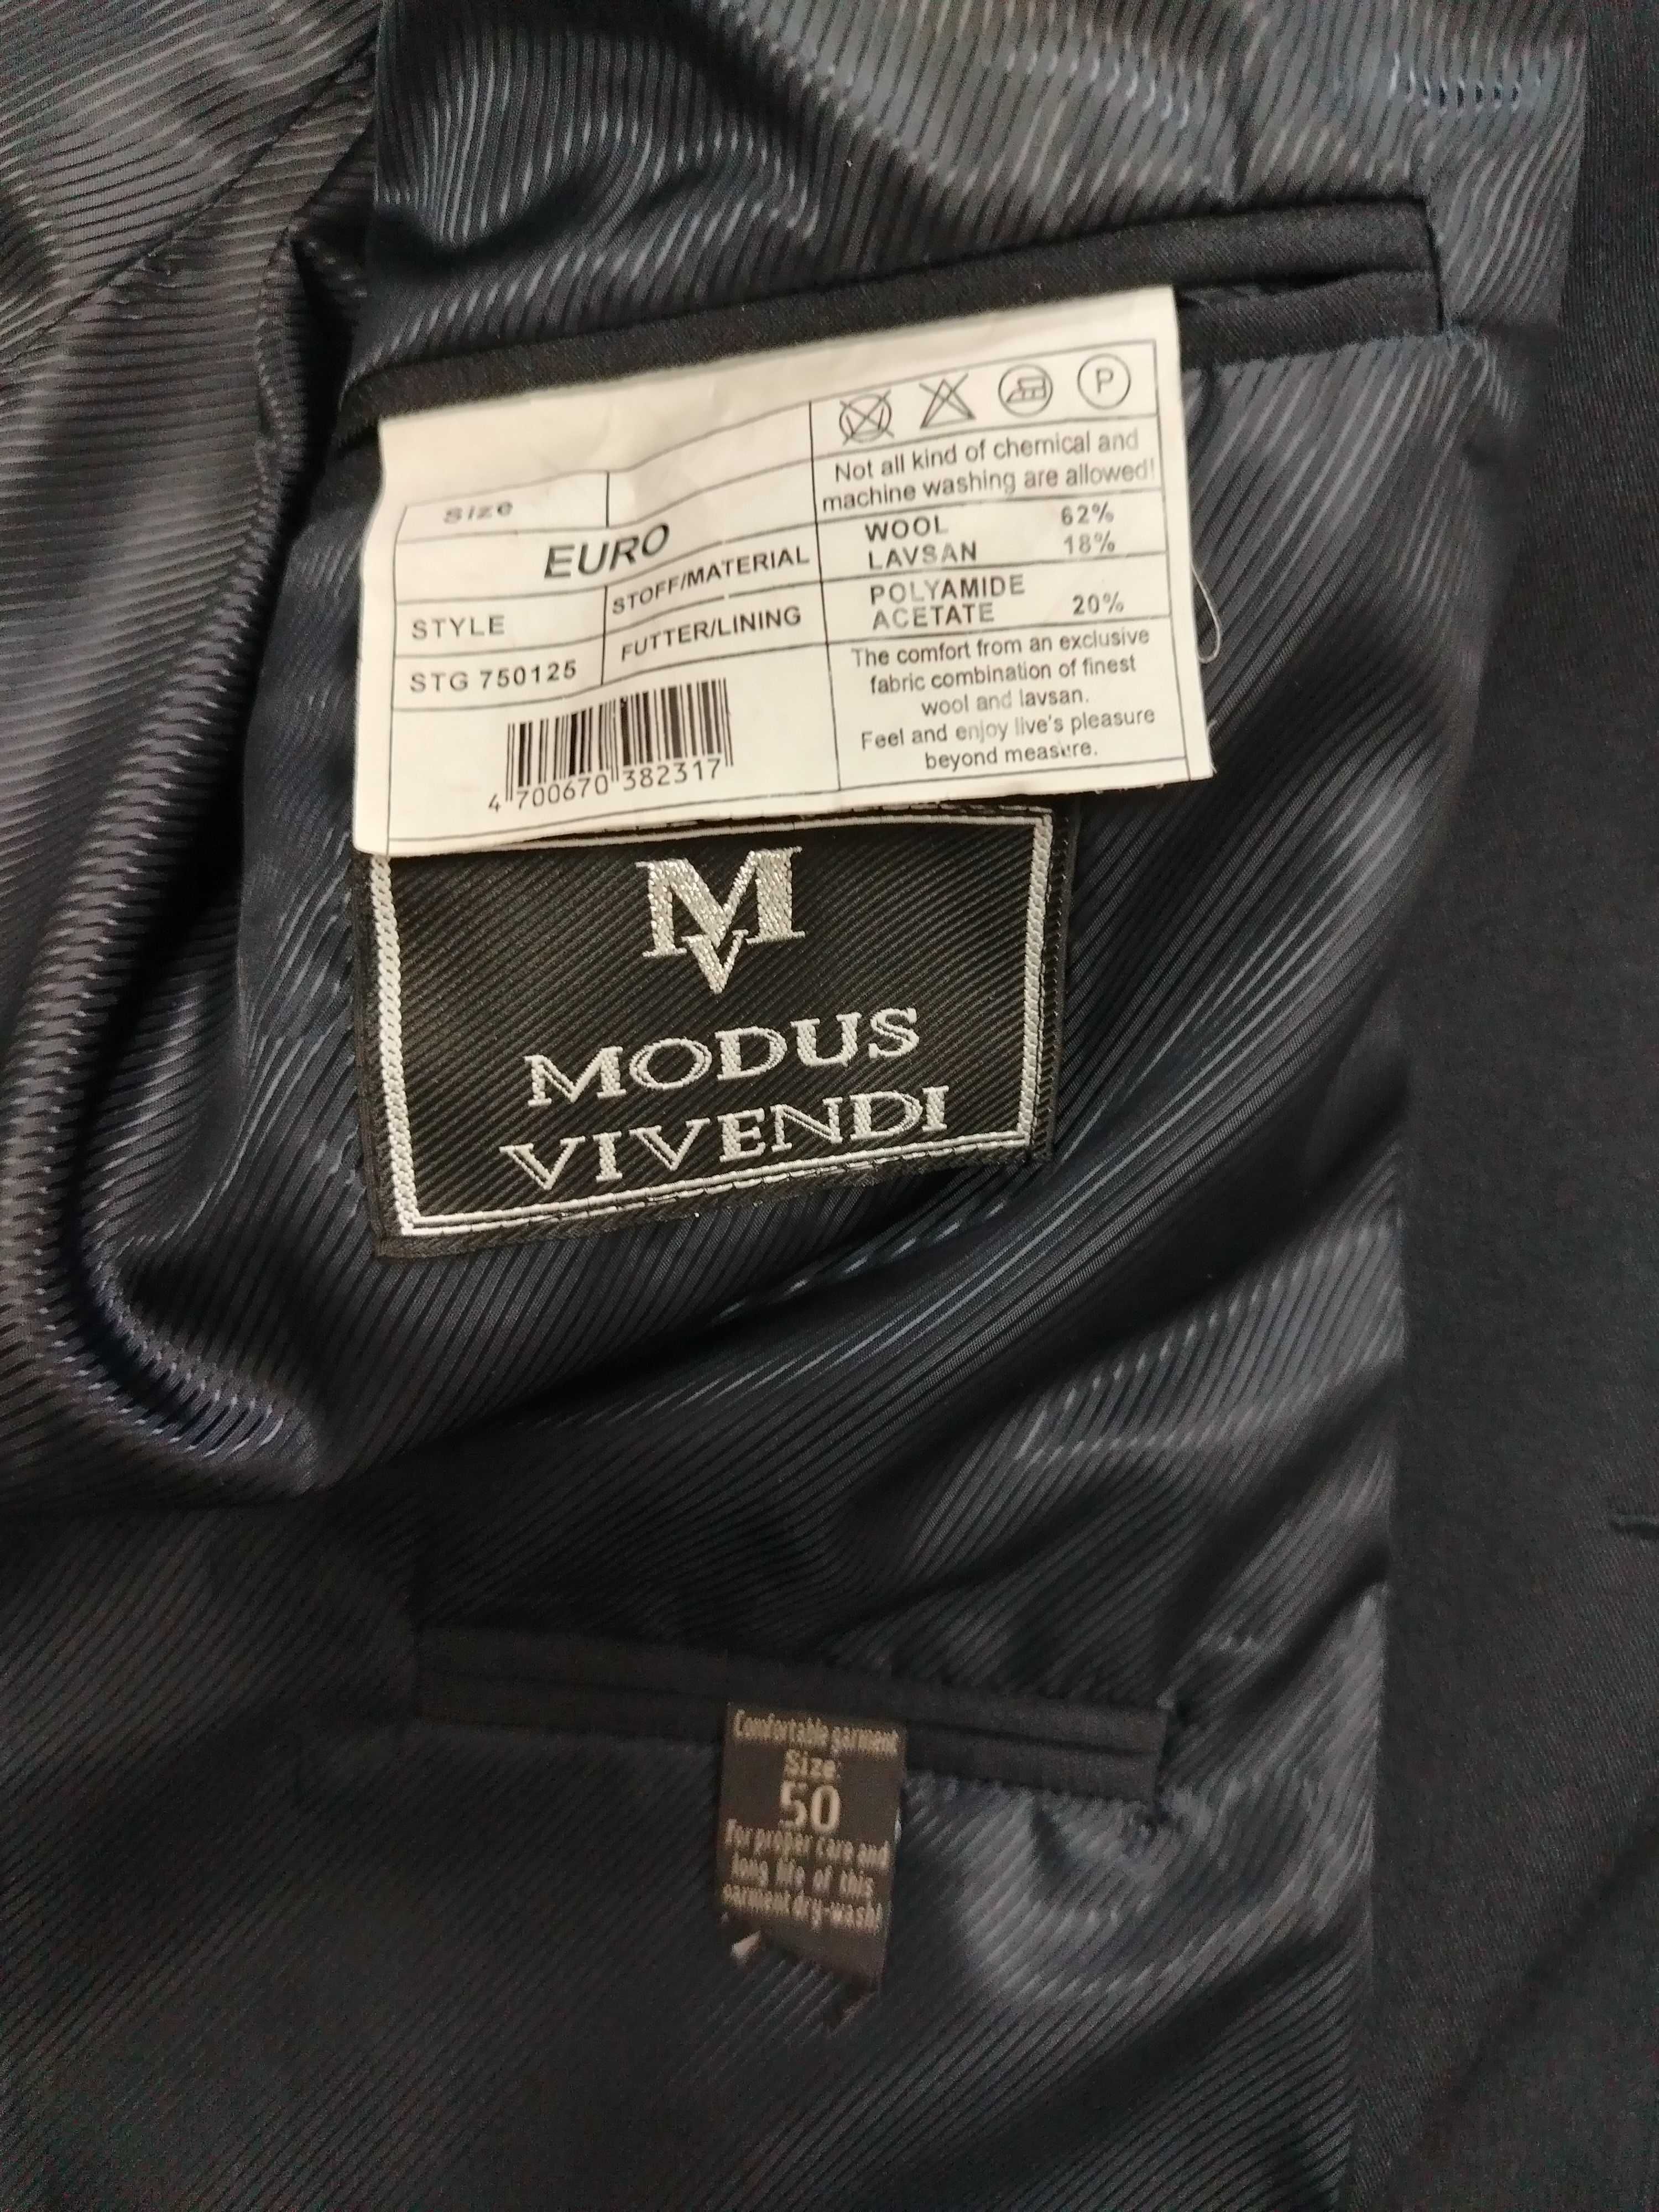 Size
EURO
STYLE
STOFF/MATERIAL
STG 750125
FUTTER/LINING
4 700670 382317
P
Not all kind of chemical and
machine washing are allowed!
WOOL 62%
LAVSAN 18%
POLYAMIDE
ACETATE 20%
The comfort from an exclusive
fabric combination of finest
wool and lavsan.
Feel and enjoy live's pleasure
beyond measure.
MV
MODUS
VIVENDI
Comfortable garment
Size:
50
For proper care and
long life of this
garment dry-wash!